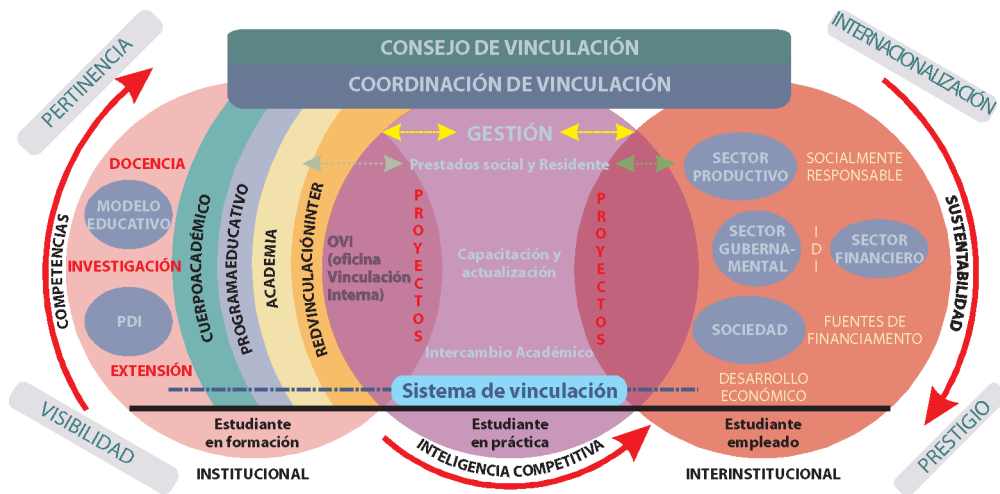 CONSEJO DE VINCULACIÓN
COORDINACIÓN DE VINCULACIÓN
PERTINENCIA
INTERNACIONALIZACIÓN
VISIBILIDAD
PRESTIGIO
COMPETENCIAS
SUSTENTABILIDAD
INTELIGENCIA COMPETITIVA
DOCENCIA
MODELO
EDUCATIVO
INVESTIGACIÓN
PDI
EXTENSIÓN
CUERPOACADÉMICO
PROGRAMAEDUCATIVO
ACADEMIA
REDVINCULACIÓNINTER
OVI
(oficina
Vinculación
Interna)
PROYECTOS
GESTIÓN
Prestados social y Residente
Capacitación y
actualización
Intercambio Académico
PROYECTOS
SECTOR
PRODUCTIVO
SOCIALMENTE
RESPONSABLE
SECTOR
GUBERNA-
MENTAL
I
D
I
SECTOR
FINANCIERO
SOCIEDAD
FUENTES DE
FINANCIAMENTO
DESARROLLO
ECONÓMICO
Sistema de vinculación
Estudiante
en formación
Estudiante
en práctica
Estudiante
empleado
INSTITUCIONAL
INTERINSTITUCIONAL